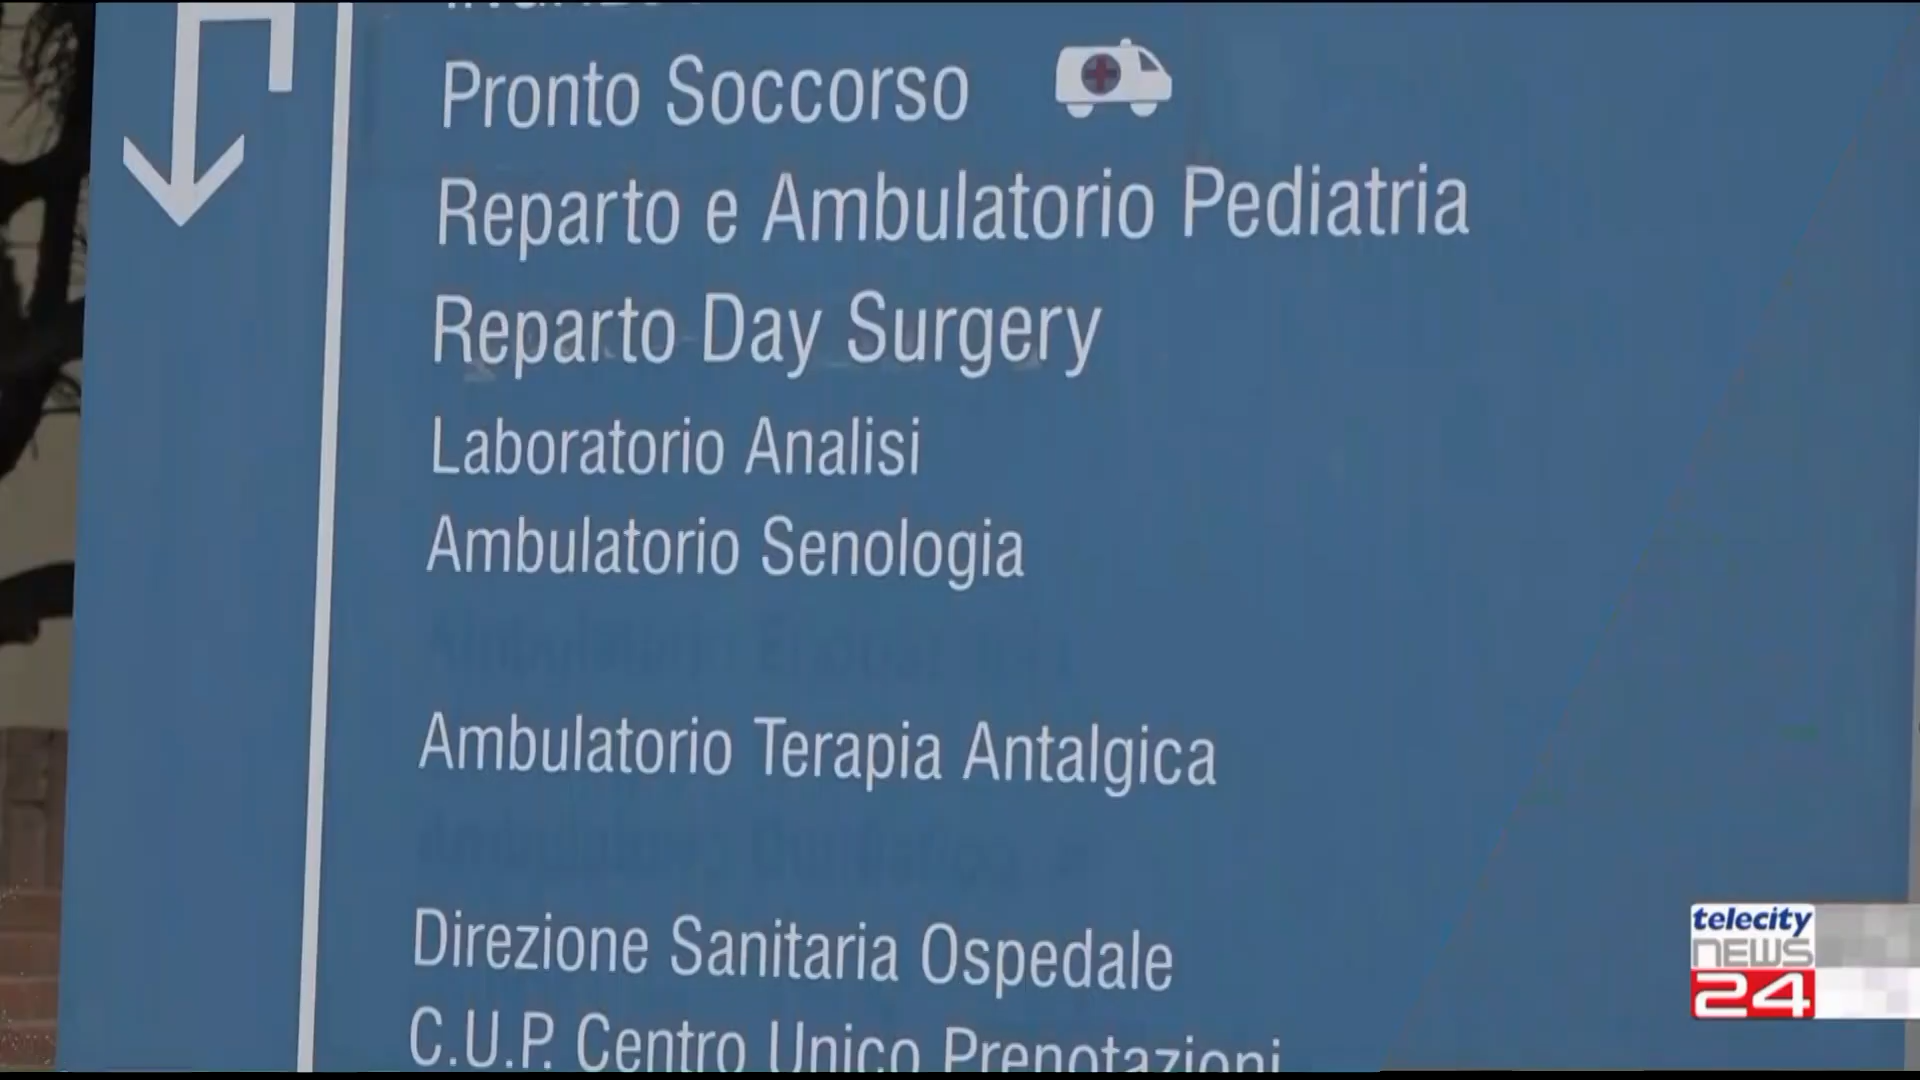 Pronto Soccorso
Reparto e Ambulatorio Pediatria
Reparto Day Surgery
Laboratorio Analisi
Ambulatorio Senologia
Ambulatorio Terapia Antalgica
Direzione Sanitaria Ospedale
C.U.P. Centro Unico Prenotazioni
telecity
NEWS
24